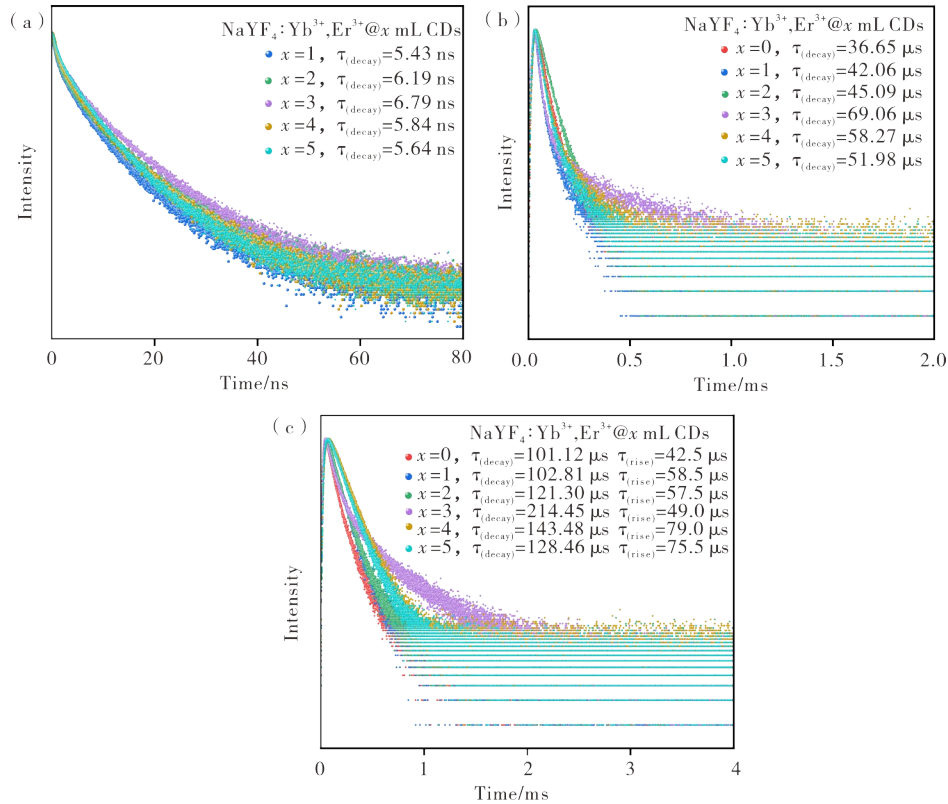 (a)
NaYF₄:Yb³⁺,Er³⁺@x mL CDs
x=1, τ(decay)=5.43 ns
x=2, τ(decay)=6.19 ns
x=3, τ(decay)=6.79 ns
x=4, τ(decay)=5.84 ns
x=5, τ(decay)=5.64 ns
Intensity
0 20 40 60 80
Time/ns
(b)
NaYF₄:Yb³⁺,Er³⁺@x mL CDs
x=0, τ(decay)=36.65 μs
x=1, τ(decay)=42.06 μs
x=2, τ(decay)=45.09 μs
x=3, τ(decay)=69.06 μs
x=4, τ(decay)=58.27 μs
x=5, τ(decay)=51.98 μs
Intensity
0.0 0.5 1.0 1.5 2.0
Time/ms
(c)
NaYF₄:Yb³⁺,Er³⁺@x mL CDs
x=0, τ(decay)=101.12 μs τ(rise)=42.5 μs
x=1, τ(decay)=102.81 μs τ(rise)=58.5 μs
x=2, τ(decay)=121.30 μs τ(rise)=57.5 μs
x=3, τ(decay)=214.45 μs τ(rise)=49.0 μs
x=4, τ(decay)=143.48 μs τ(rise)=79.0 μs
x=5, τ(decay)=128.46 μs τ(rise)=75.5 μs
Intensity
0 1 2 3 4
Time/ms